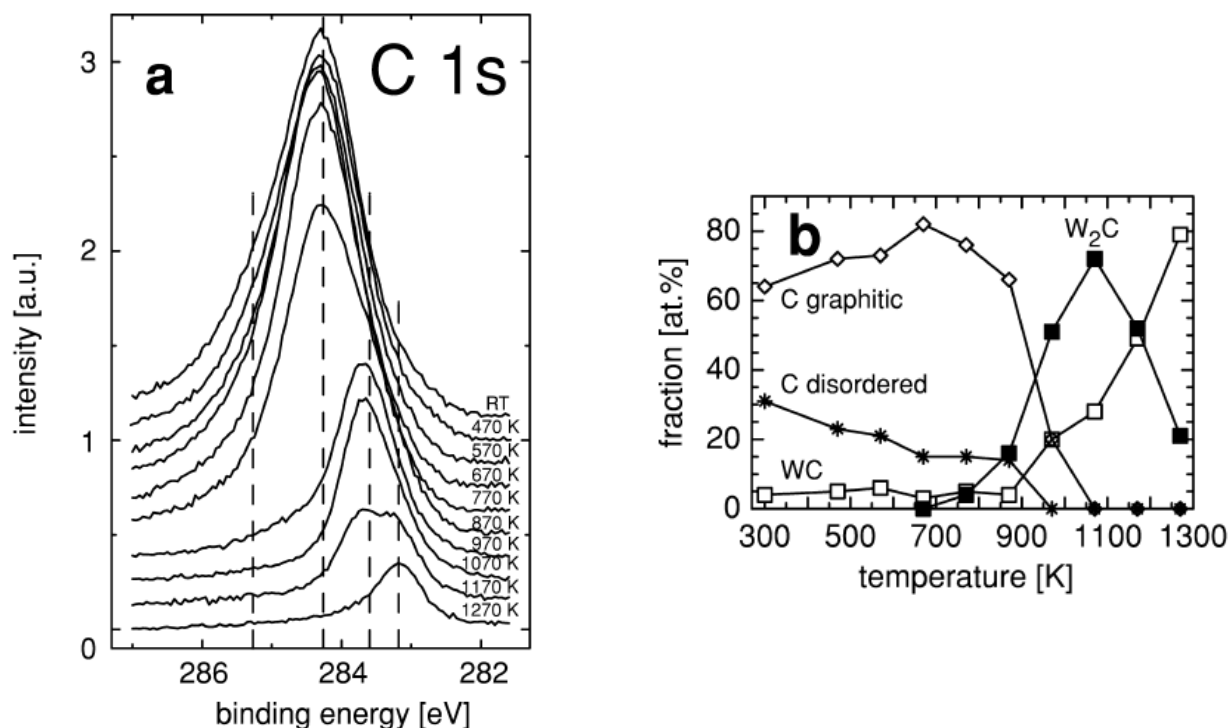 a
C 1s
3
2
1
0
286
284
282
intensity [a.u.]
binding energy [eV]
RT
470 K
570 K
670 K
770 K
870 K
970 K
1070 K
1170 K
1270 K
b
W₂C
C graphitic
C disordered
WC
80
60
40
20
0
300
500
700
900
1100
1300
fraction [at.%]
temperature [K]